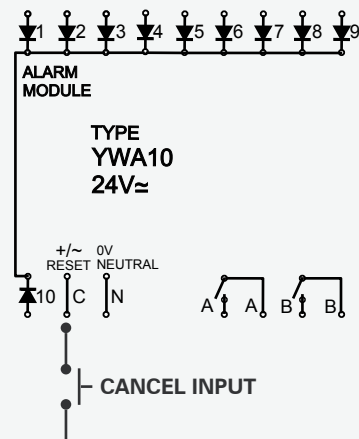 1 2 3 4 5 6 7 8 9
ALARM
MODULE
TYPE
YWA10
24V≂
+/~ 0V
RESET NEUTRAL
10 C N A A B B
CANCEL INPUT